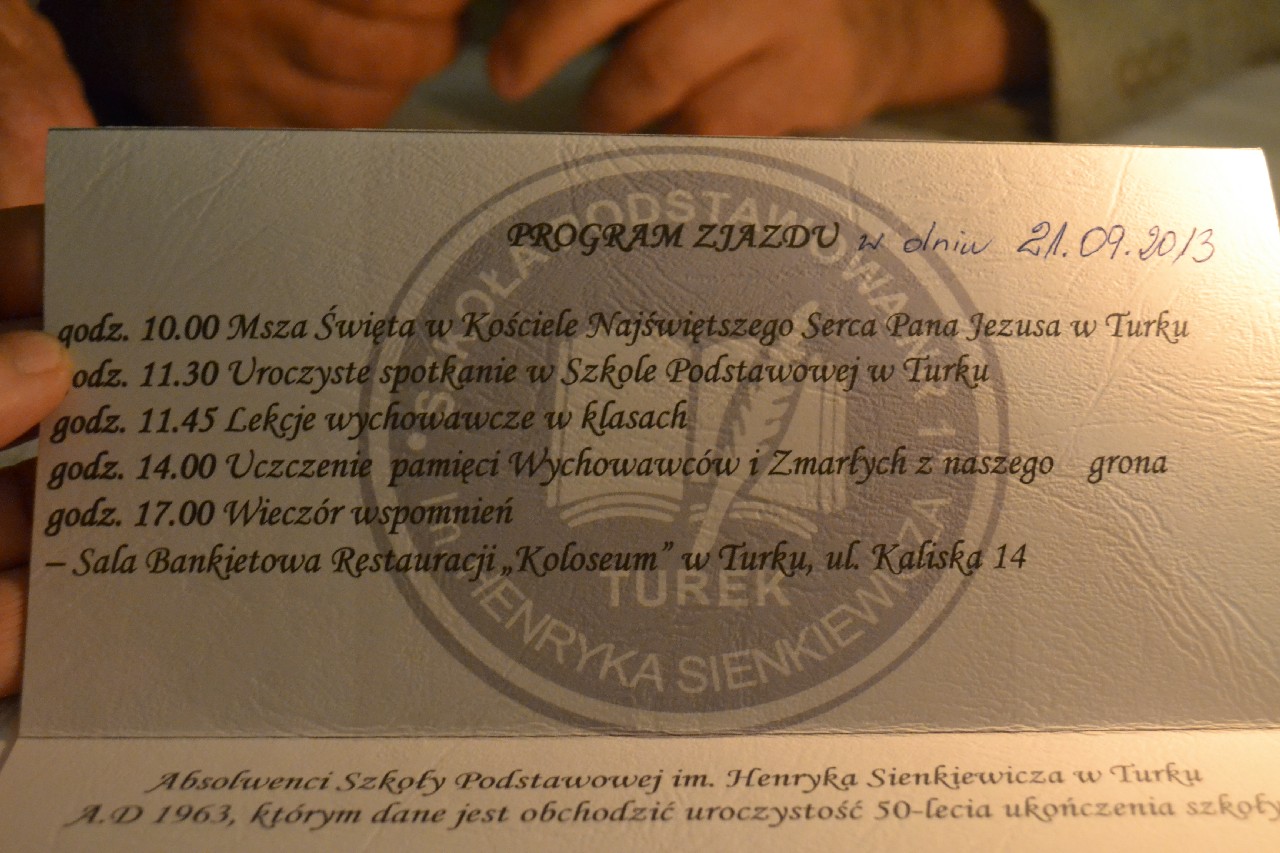 PROGRAM ZJAZDU w dniu 21.09.2013
godz. 10.00 Msza Święta w Kościele Najświętszego Serca Pana Jezusa w Turku
odz. 11.30 Uroczyste spotkanie w Szkole Podstawowej w Turku
godz. 11.45 Lekcje wychowawcze w klasach
godz. 14.00 Uczczenie pamięci Wychowawców i Zmarłych z naszego grona
godz. 17.00 Wieczór wspomnień
– Sala Bankietowa Restauracji „Koloseum” w Turku, ul. Kaliska 14
SZKOŁA PODSTAWOWA NR 1
IM. HENRYKA SIENKIEWICZA
TUREK
Absolwenci Szkoły Podstawowej im. Henryka Sienkiewicza w Turku
A.D 1963, którym dane jest obchodzić uroczystość 50-lecia ukończenia szkoły